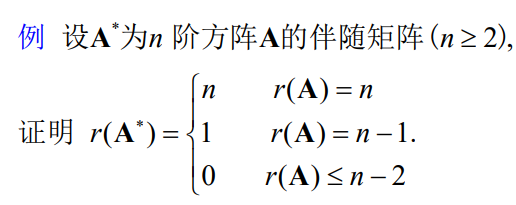 例 设A*为n 阶方阵A的伴随矩阵(n ≥ 2),
n r(A) = n
证明 r(A*) = { 1 r(A) = n − 1.
0 r(A) ≤ n − 2